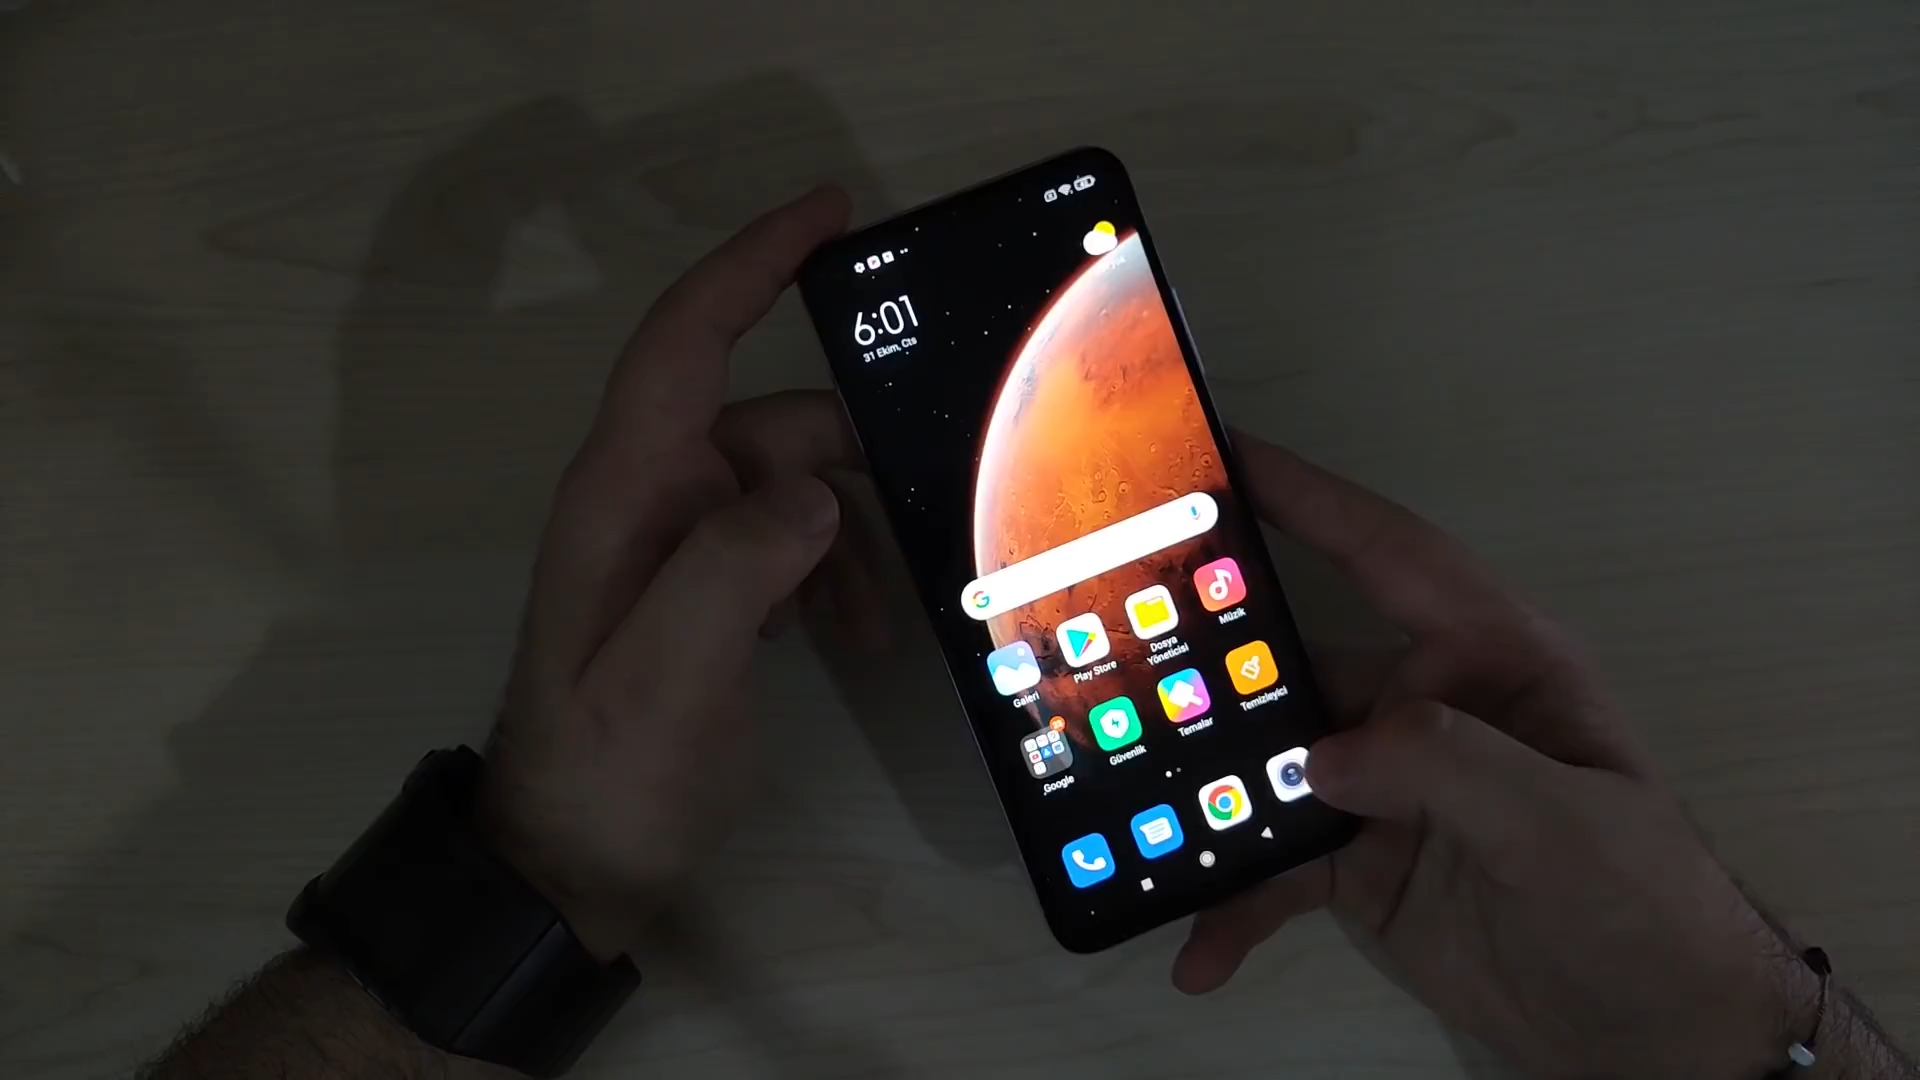 6:01
31 Ekim, Cts
Galeri
Play Store
Dosya
Yöneticisi
Müzik
Google
Güvenlik
Temalar
Temizleyici